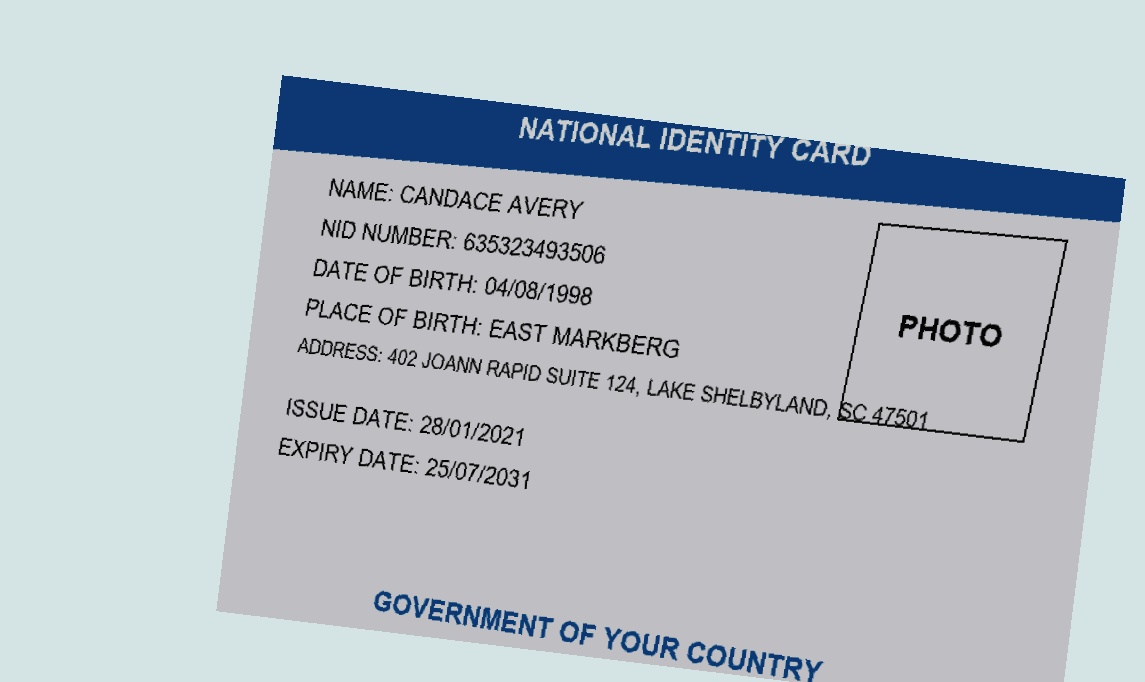 NATIONAL IDENTITY CARD
NAME: CANDACE AVERY
NID NUMBER: 635323493506
DATE OF BIRTH: 04/08/1998
PLACE OF BIRTH: EAST MARKBERG
ADDRESS: 402 JOANN RAPID SUITE 124, LAKE SHELBYLAND, SC 47501
PHOTO
ISSUE DATE: 28/01/2021
EXPIRY DATE: 25/07/2031
GOVERNMENT OF YOUR COUNTRY